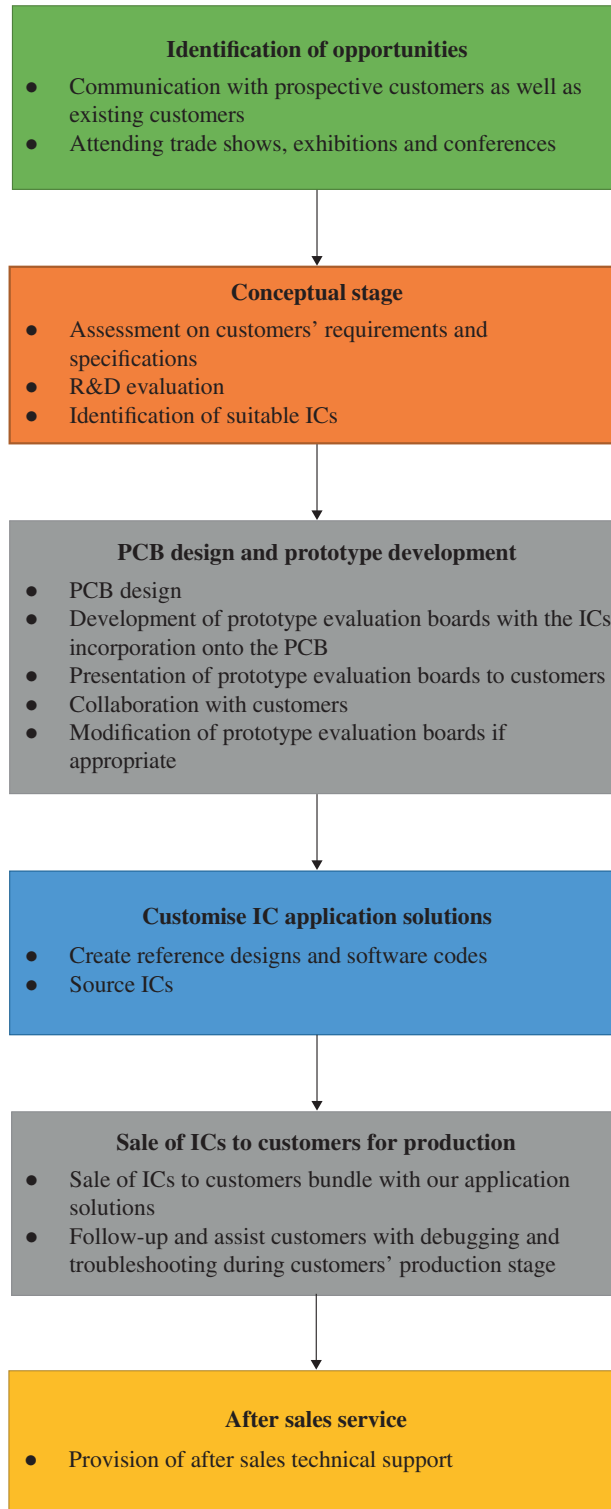 Identification of opportunities
● Communication with prospective customers as well as
existing customers
● Attending trade shows, exhibitions and conferences
Conceptual stage
● Assessment on customers’ requirements and
specifications
● R&D evaluation
● Identification of suitable ICs
PCB design and prototype development
● PCB design
● Development of prototype evaluation boards with the ICs
incorporation onto the PCB
● Presentation of prototype evaluation boards to customers
● Collaboration with customers
● Modification of prototype evaluation boards if
appropriate
Customise IC application solutions
● Create reference designs and software codes
● Source ICs
Sale of ICs to customers for production
● Sale of ICs to customers bundle with our application
solutions
● Follow-up and assist customers with debugging and
troubleshooting during customers’ production stage
After sales service
● Provision of after sales technical support